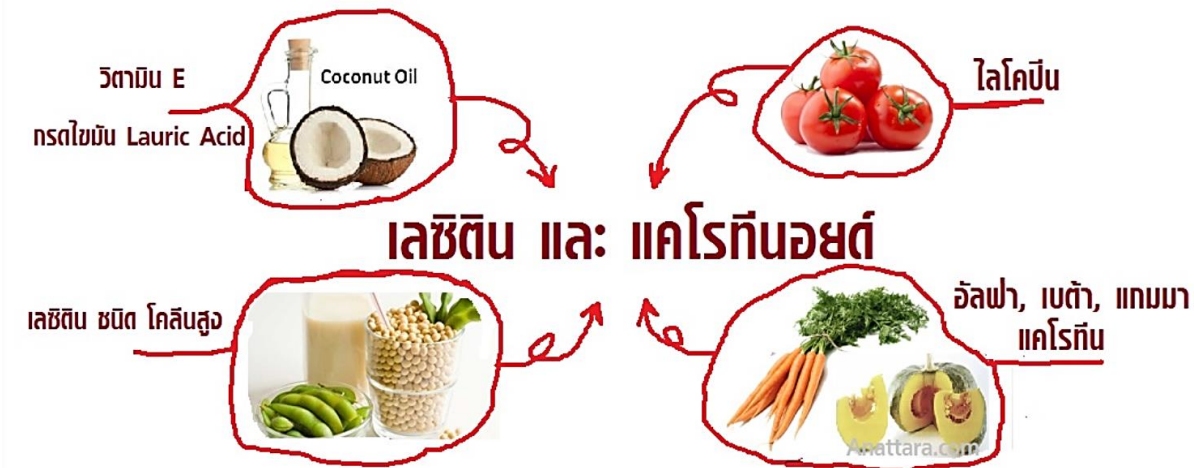 วิตามิน E
กรดไขมัน Lauric Acid
Coconut Oil
ไลโคปีน
เลซิติน และ แคโรทีนอยด์
เลซิติน ชนิด โคลีนสูง
อัลฟา, เบต้า, แกมมา
แคโรทีน
Anattara.com